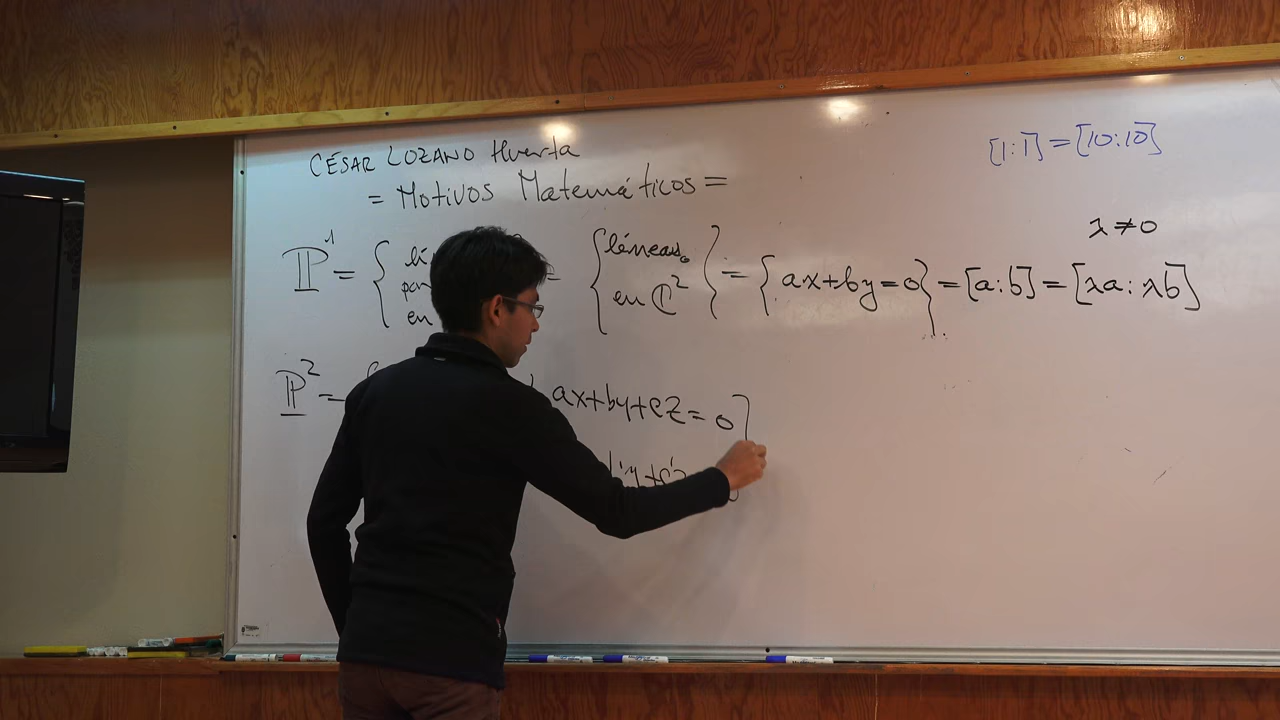 CÉSAR LOZANO Huerta
= Motivos Matemáticos =
[1:1] = [10:10]
λ ≠ 0
ℙ¹ = { lí
en
= { líneas en ℂ² } = { ax+by=0 } = [a:b] = [λa:λb]
ℙ² =
ax+by+cz=0 }